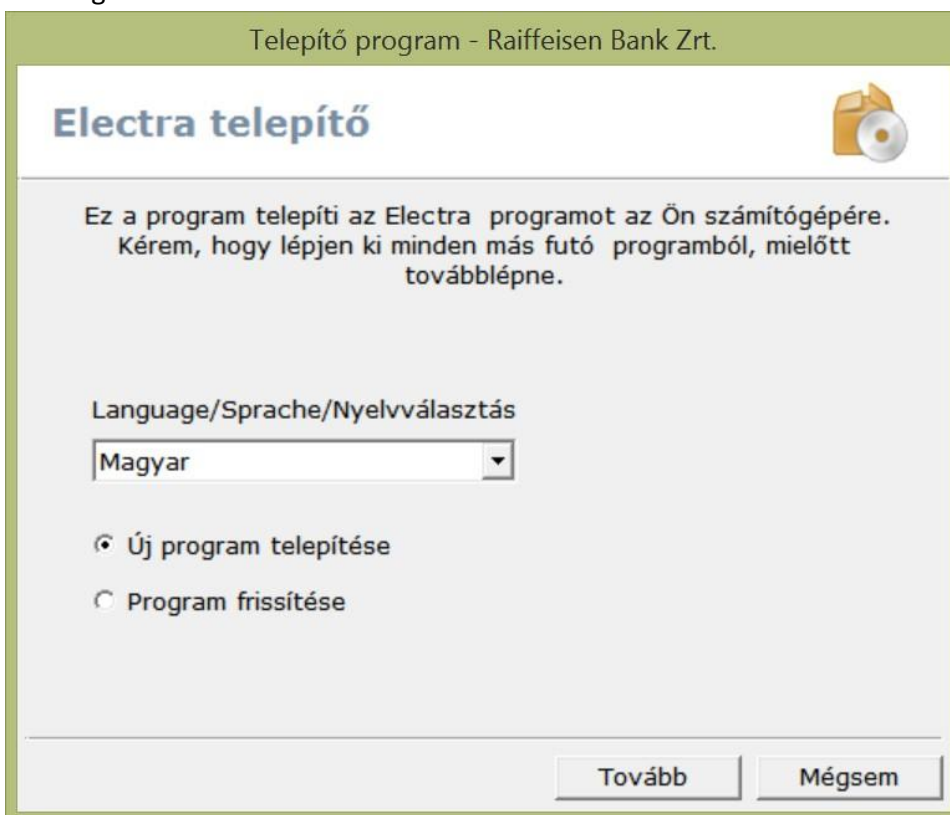 Telepítő program - Raiffeisen Bank Zrt.
Electra telepítő
Ez a program telepíti az Electra programot az Ön számítógépére.
Kérem, hogy lépjen ki minden más futó programból, mielőtt
továbblépne.
Language/Sprache/Nyelvválasztás
Magyar
Új program telepítése
Program frissítése
Tovább
Mégsem